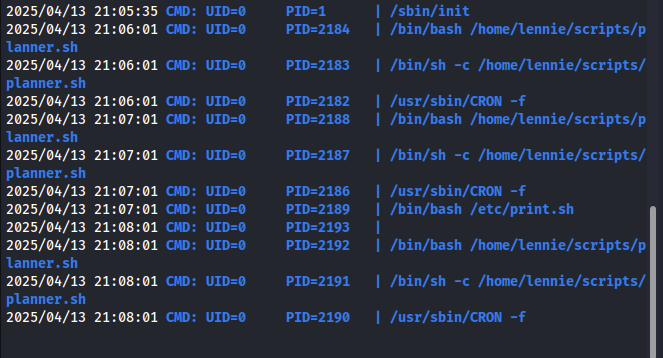 2025/04/13 21:05:35 CMD: UID=0     PID=1      | /sbin/init
2025/04/13 21:06:01 CMD: UID=0     PID=2184   | /bin/bash /home/lennie/scripts/p
lanner.sh
2025/04/13 21:06:01 CMD: UID=0     PID=2183   | /bin/sh -c /home/lennie/scripts/
planner.sh
2025/04/13 21:06:01 CMD: UID=0     PID=2182   | /usr/sbin/CRON -f
2025/04/13 21:07:01 CMD: UID=0     PID=2188   | /bin/bash /home/lennie/scripts/p
lanner.sh
2025/04/13 21:07:01 CMD: UID=0     PID=2187   | /bin/sh -c /home/lennie/scripts/
planner.sh
2025/04/13 21:07:01 CMD: UID=0     PID=2186   | /usr/sbin/CRON -f
2025/04/13 21:07:01 CMD: UID=0     PID=2189   | /bin/bash /etc/print.sh
2025/04/13 21:08:01 CMD: UID=0     PID=2193   |
2025/04/13 21:08:01 CMD: UID=0     PID=2192   | /bin/bash /home/lennie/scripts/p
lanner.sh
2025/04/13 21:08:01 CMD: UID=0     PID=2191   | /bin/sh -c /home/lennie/scripts/
planner.sh
2025/04/13 21:08:01 CMD: UID=0     PID=2190   | /usr/sbin/CRON -f